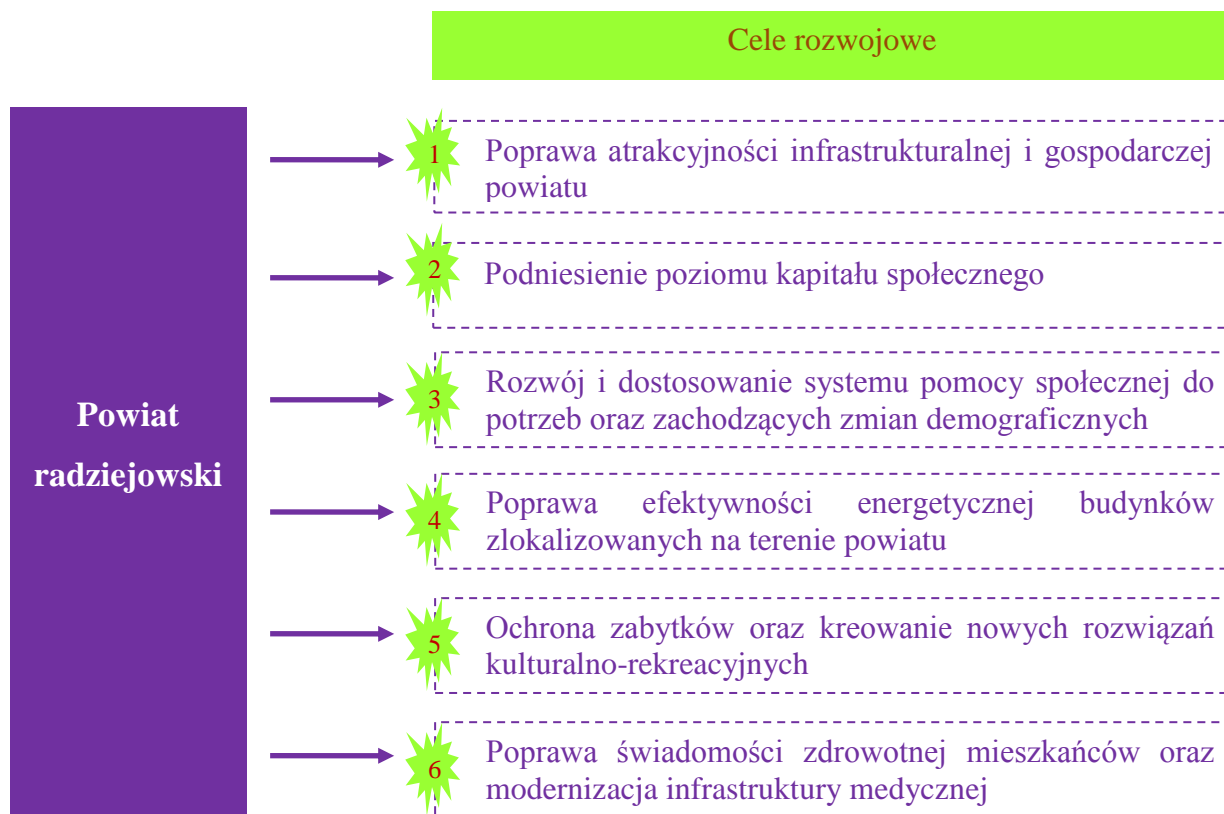 Cele rozwojowe
Powiat
radziejowski
1
Poprawa atrakcyjności infrastrukturalnej i gospodarczej
powiatu
2
Podniesienie poziomu kapitału społecznego
3
Rozwój i dostosowanie systemu pomocy społecznej do
potrzeb oraz zachodzących zmian demograficznych
4
Poprawa efektywności energetycznej budynków
zlokalizowanych na terenie powiatu
5
Ochrona zabytków oraz kreowanie nowych rozwiązań
kulturalno-rekreacyjnych
6
Poprawa świadomości zdrowotnej mieszkańców oraz
modernizacja infrastruktury medycznej